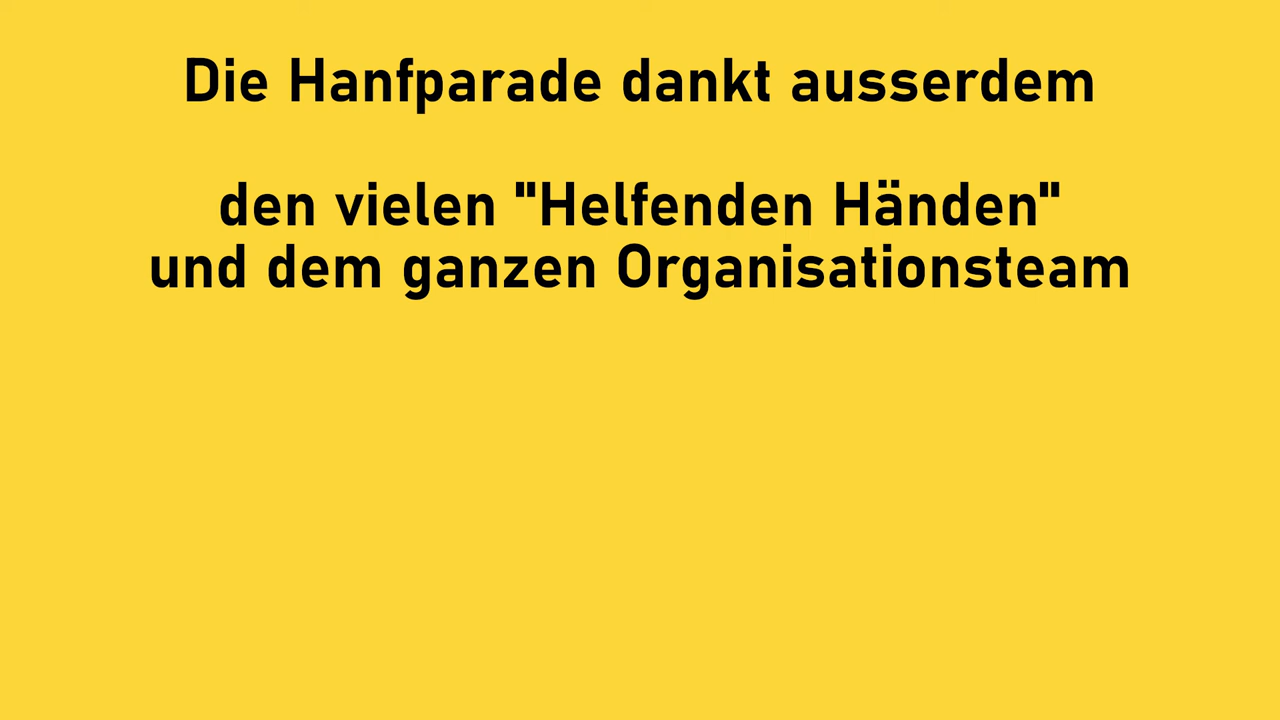 Die Hanfparade dankt ausserdem
den vielen "Helfenden Händen"
und dem ganzen Organisationsteam